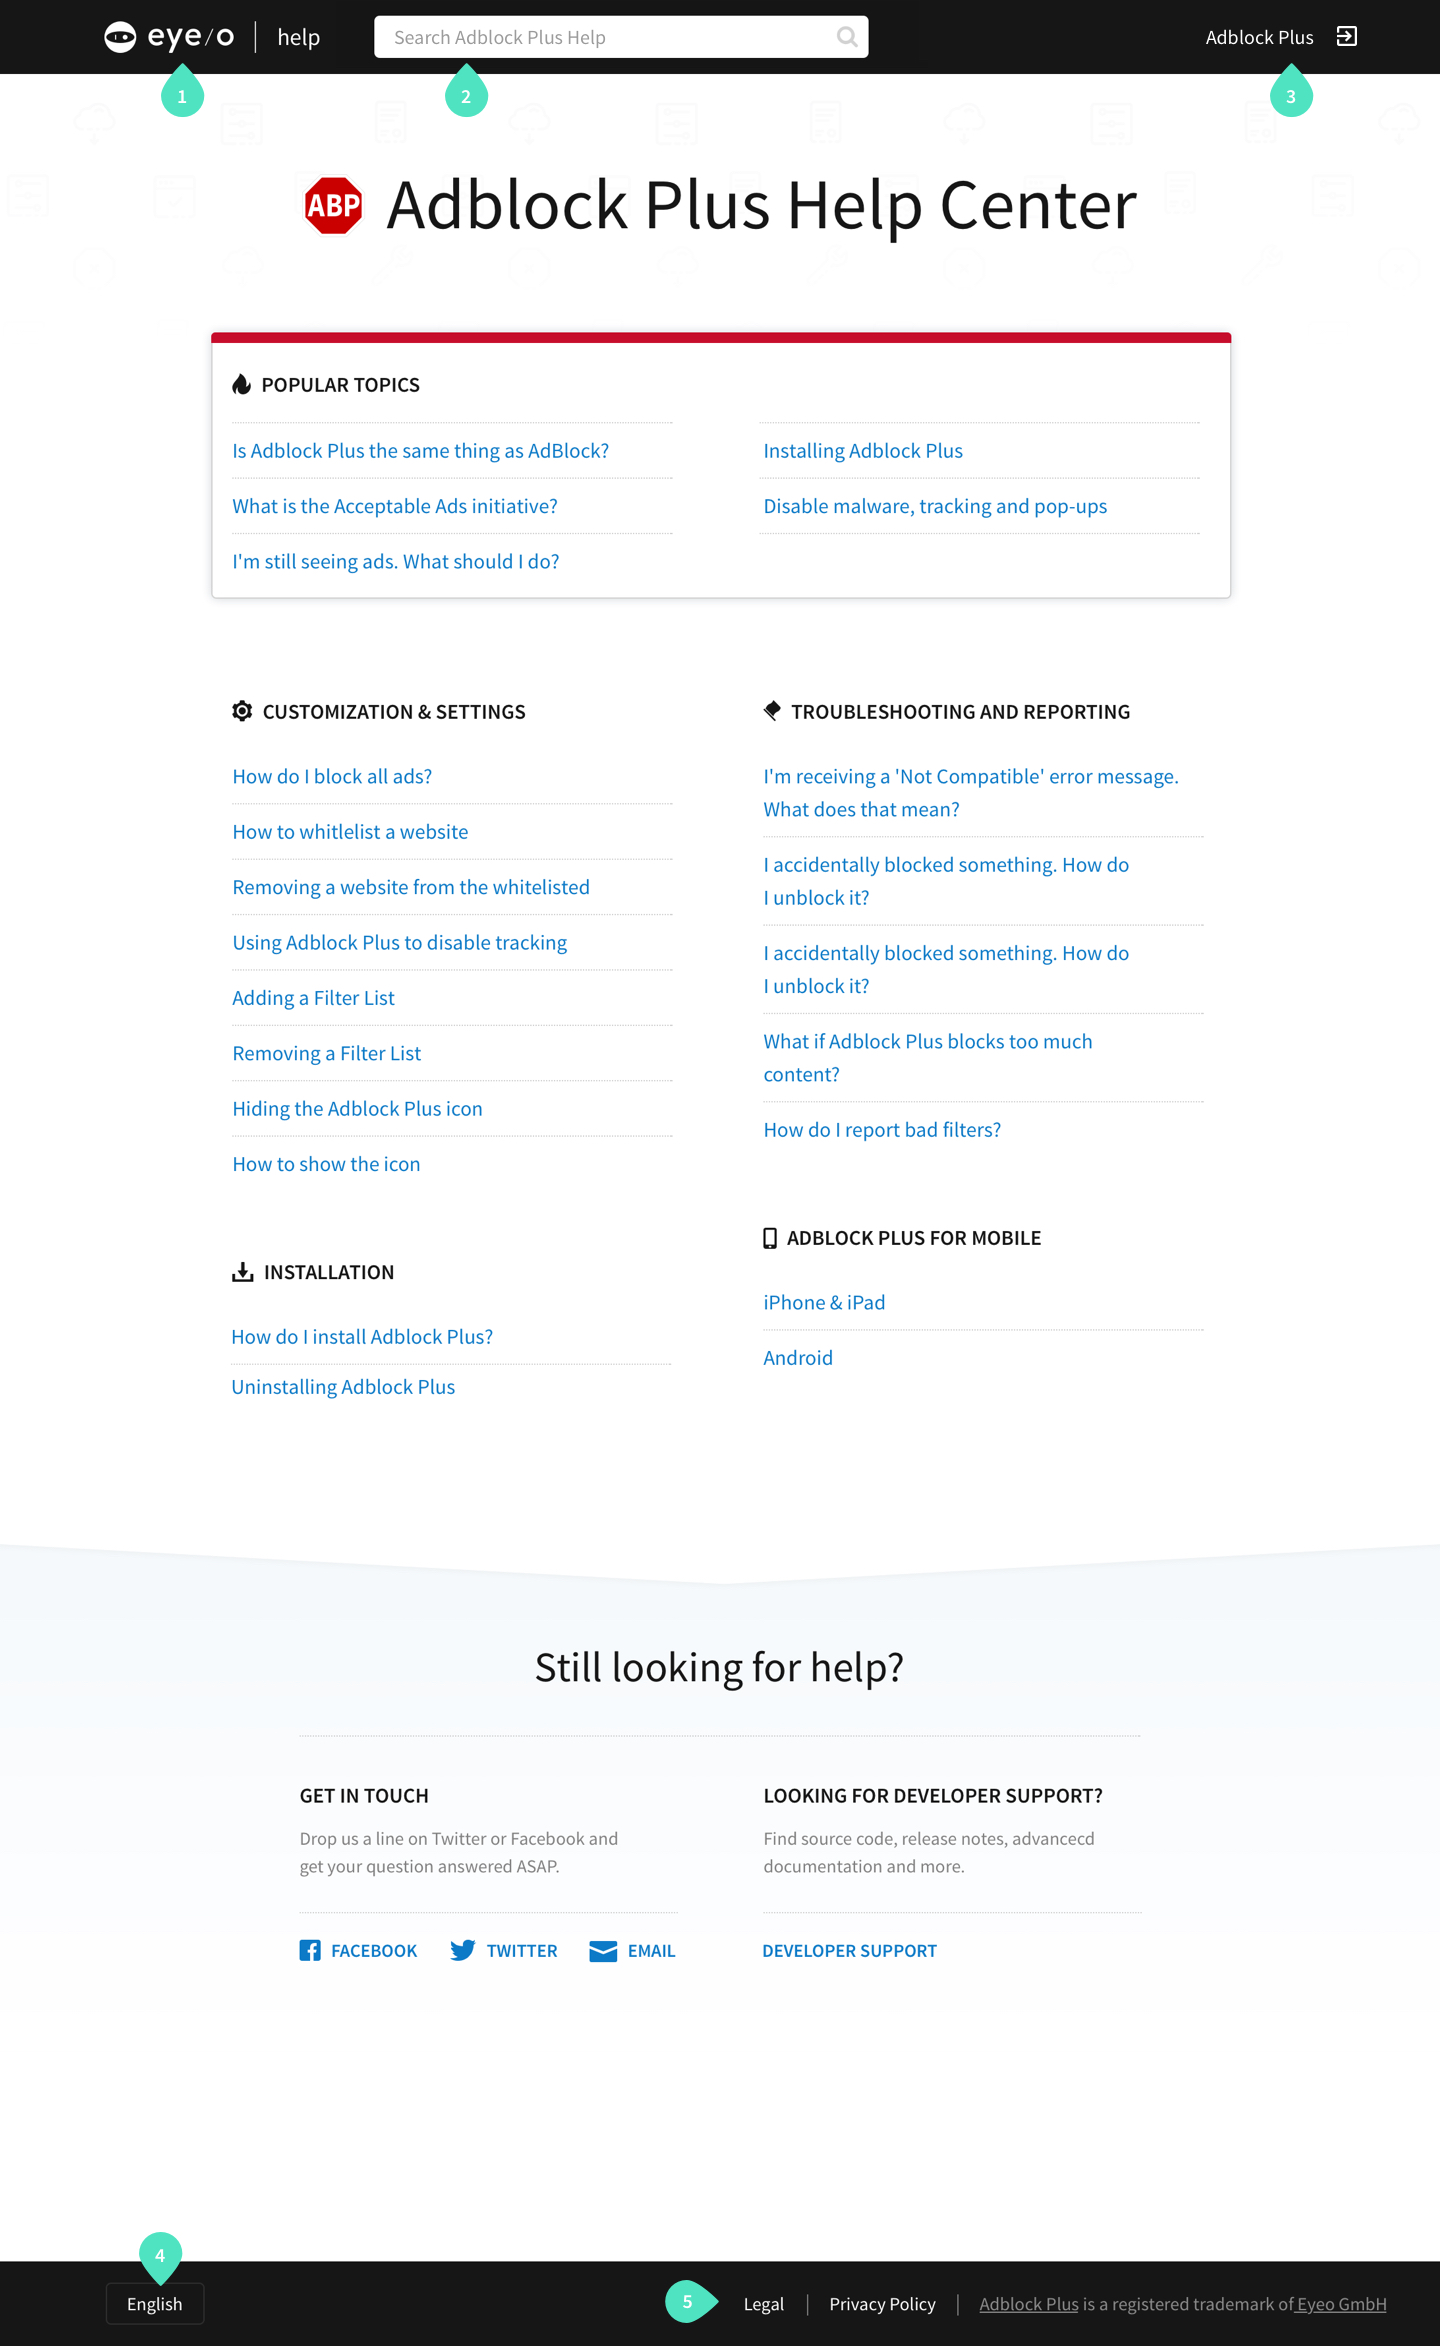 eye/o | help
Search Adblock Plus Help
Adblock Plus
1
2
3
ABP Adblock Plus Help Center
POPULAR TOPICS
Is Adblock Plus the same thing as AdBlock?
What is the Acceptable Ads initiative?
I'm still seeing ads. What should I do?
Installing Adblock Plus
Disable malware, tracking and pop-ups
CUSTOMIZATION & SETTINGS
How do I block all ads?
How to whitlelist a website
Removing a website from the whitelisted
Using Adblock Plus to disable tracking
Adding a Filter List
Removing a Filter List
Hiding the Adblock Plus icon
How to show the icon
INSTALLATION
How do I install Adblock Plus?
Uninstalling Adblock Plus
TROUBLESHOOTING AND REPORTING
I'm receiving a 'Not Compatible' error message.
What does that mean?
I accidentally blocked something. How do
I unblock it?
I accidentally blocked something. How do
I unblock it?
What if Adblock Plus blocks too much
content?
How do I report bad filters?
ADBLOCK PLUS FOR MOBILE
iPhone & iPad
Android
Still looking for help?
GET IN TOUCH
Drop us a line on Twitter or Facebook and
get your question answered ASAP.
FACEBOOK
TWITTER
EMAIL
LOOKING FOR DEVELOPER SUPPORT?
Find source code, release notes, advancecd
documentation and more.
DEVELOPER SUPPORT
4
English
5
Legal | Privacy Policy | Adblock Plus is a registered trademark of Eyeo GmbH